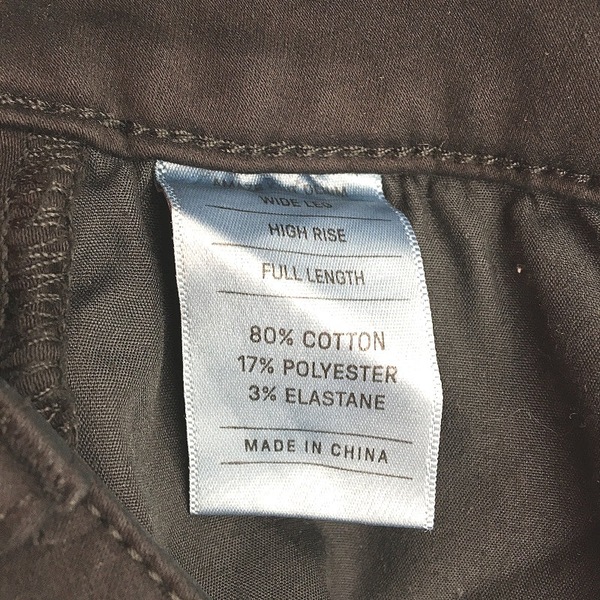 WIDE LEG
HIGH RISE
FULL LENGTH
80% COTTON
17% POLYESTER
3% ELASTANE
MADE IN CHINA